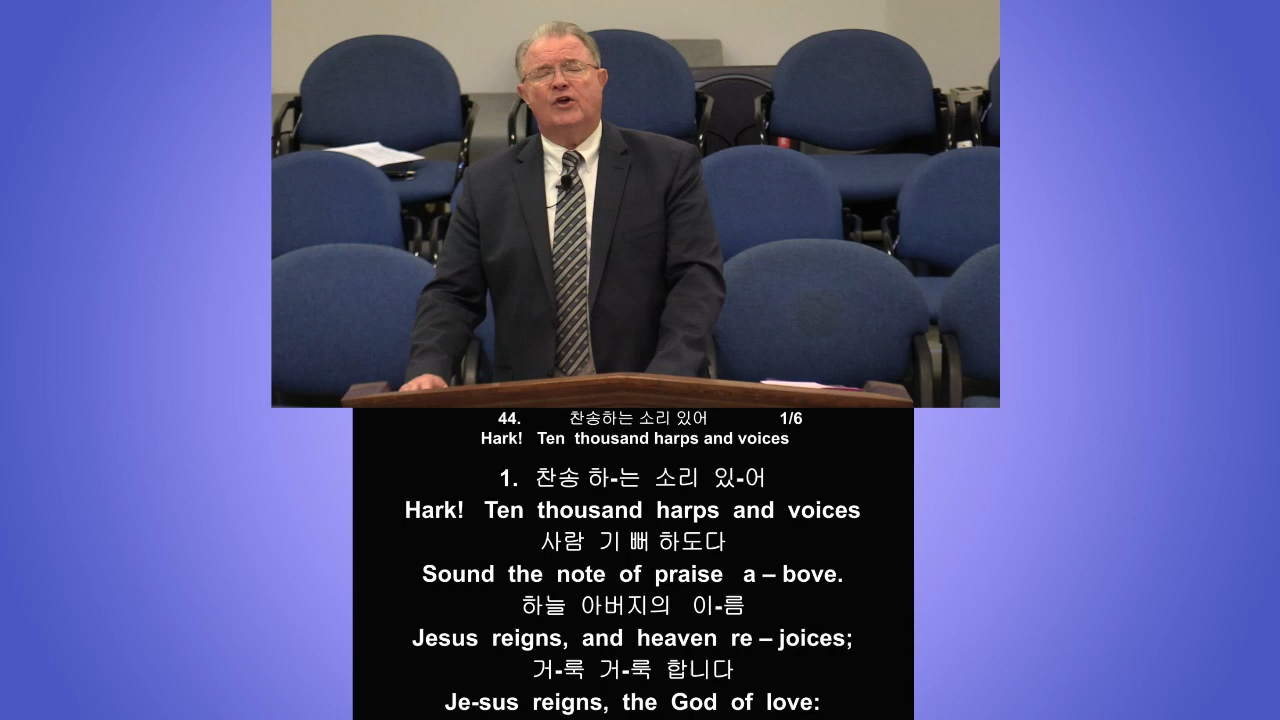 44. 찬송하는 소리 있어 1/6
Hark! Ten thousand harps and voices
1. 찬송 하-는 소리 있-어
Hark! Ten thousand harps and voices
사람 기 뻐 하도다
Sound the note of praise a – bove.
하늘 아버지의 이-름
Jesus reigns, and heaven re – joices;
거-룩 거-룩 합니다
Je-sus reigns, the God of love: